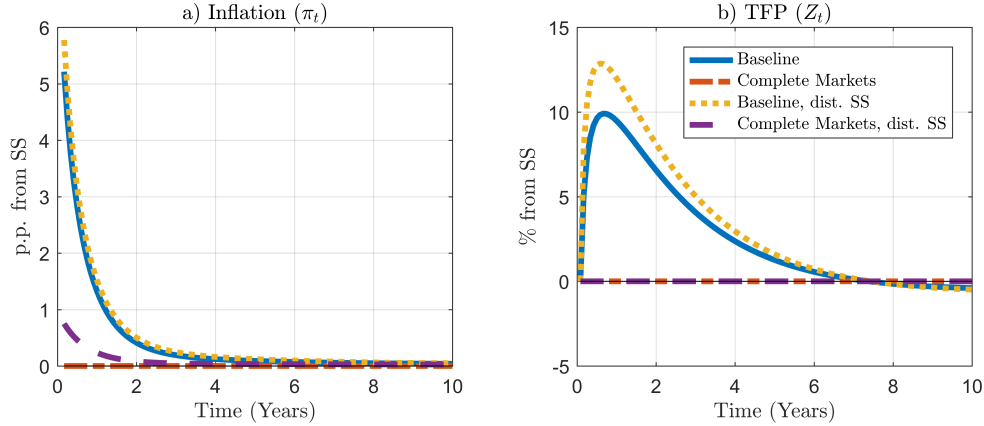 a) Inflation (πt)
6
5
4
3
2
1
0
p.p. from SS
0 2 4 6 8 10
Time (Years)
b) TFP (Zt)
15
10
5
0
-5
% from SS
Baseline
Complete Markets
Baseline, dist. SS
Complete Markets, dist. SS
0 2 4 6 8 10
Time (Years)